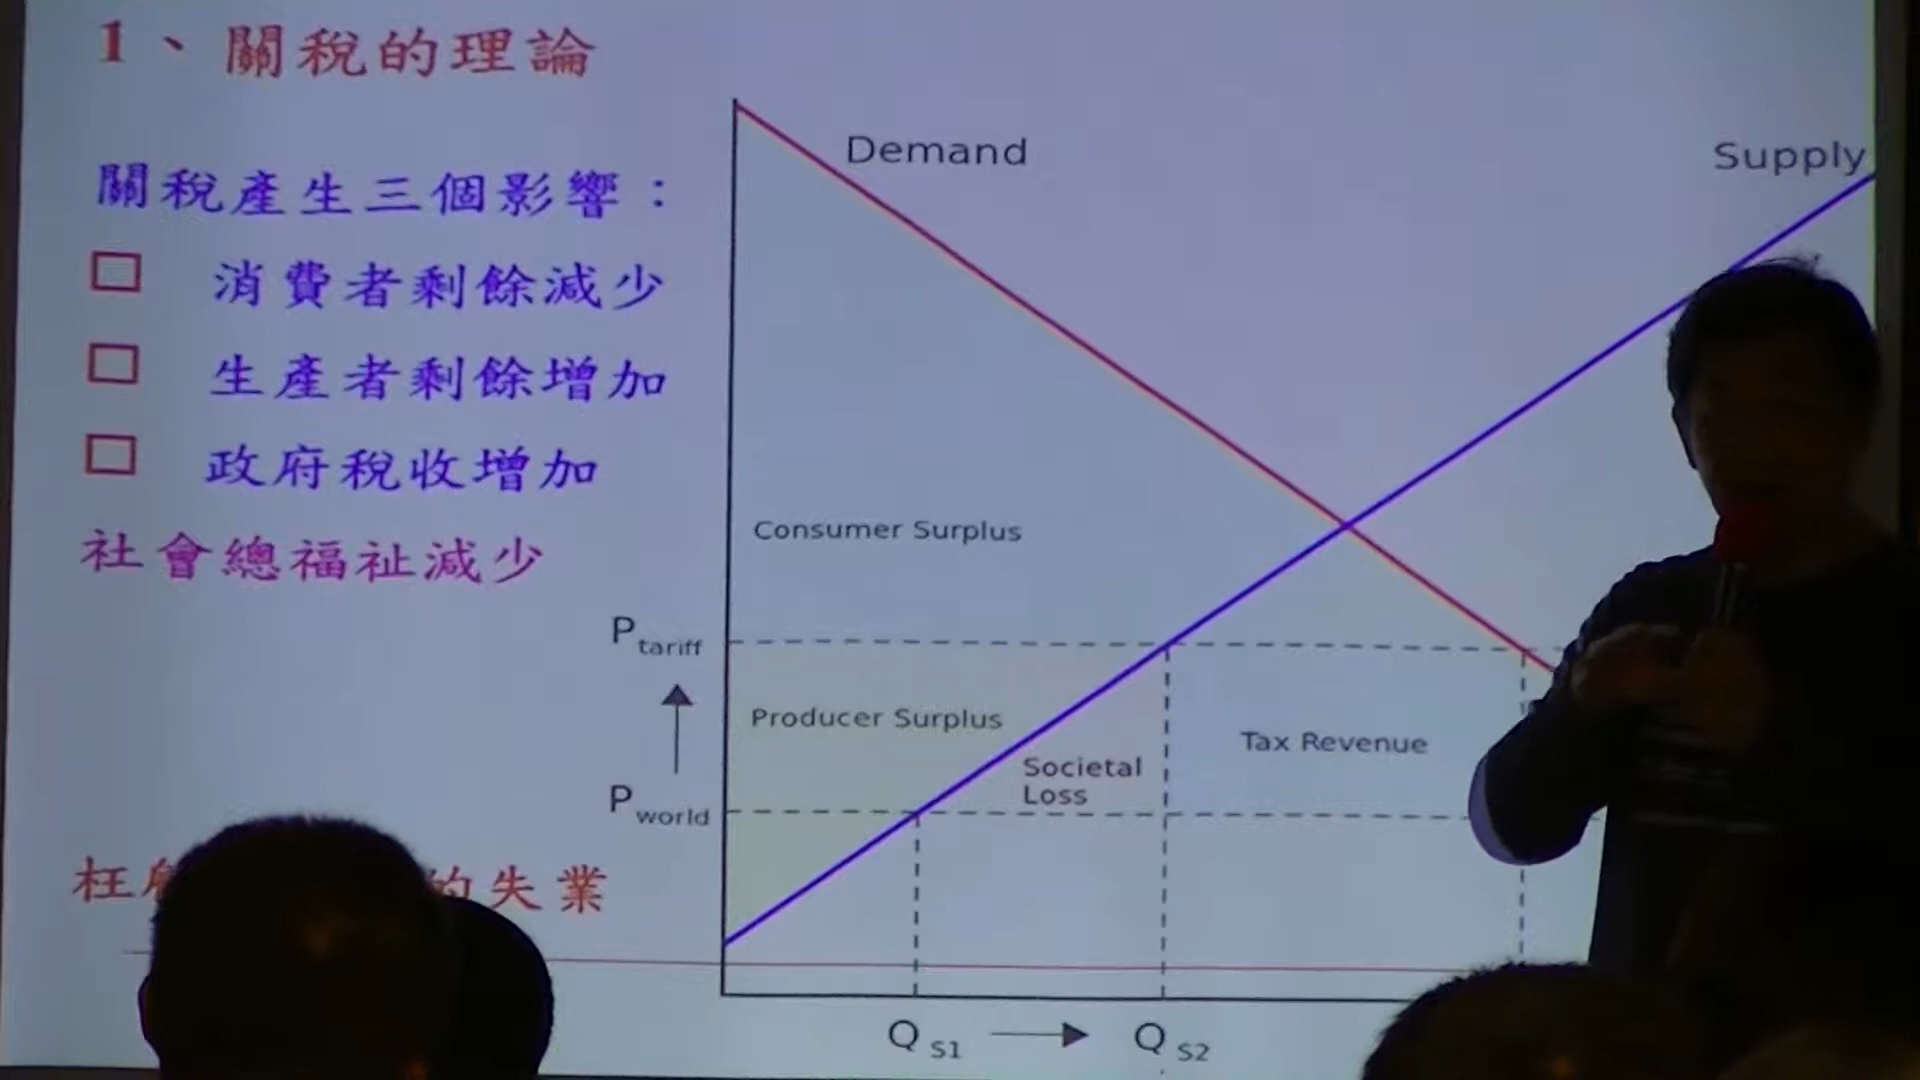 1、關稅的理論
關稅產生三個影響：
消費者剩餘減少
生產者剩餘增加
政府稅收增加
社會總福祉減少
枉 的失業
Demand
Supply
Consumer Surplus
P tariff
Producer Surplus
Tax Revenue
Societal
Loss
P world
Q S1
Q S2